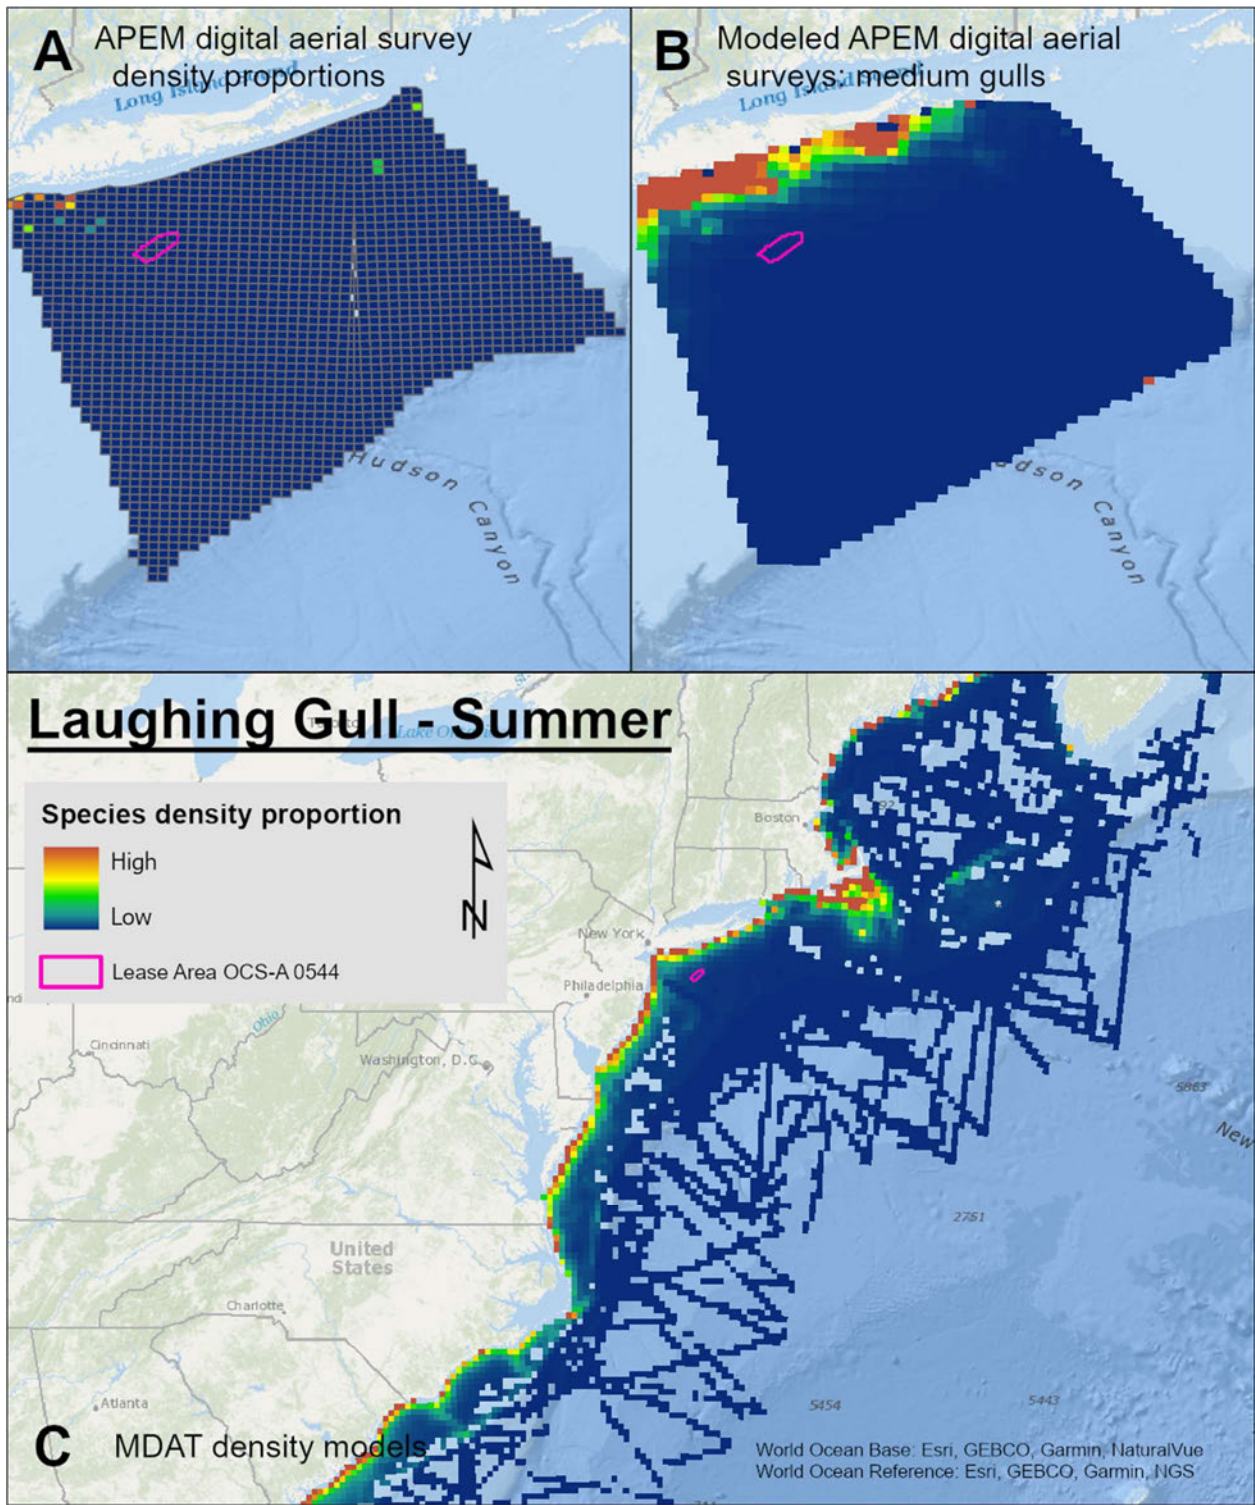 A
APEM digital aerial survey
density proportions
Long Island Sound
Hudson Canyon
B
Modeled APEM digital aerial
surveys: medium gulls
Long Island Sound
Canyon
Laughing Gull - Summer
Species density proportion
High
Low
N
Lease Area OCS-A 0544
Boston
New York
Philadelphia
Ohio
Cincinnati
Washington, D.C.
5863
New
2751
United
States
Charlotte
Atlanta
5454
5443
C
MDAT density models
World Ocean Base: Esri, GEBCO, Garmin, NaturalVue
World Ocean Reference: Esri, GEBCO, Garmin, NGS